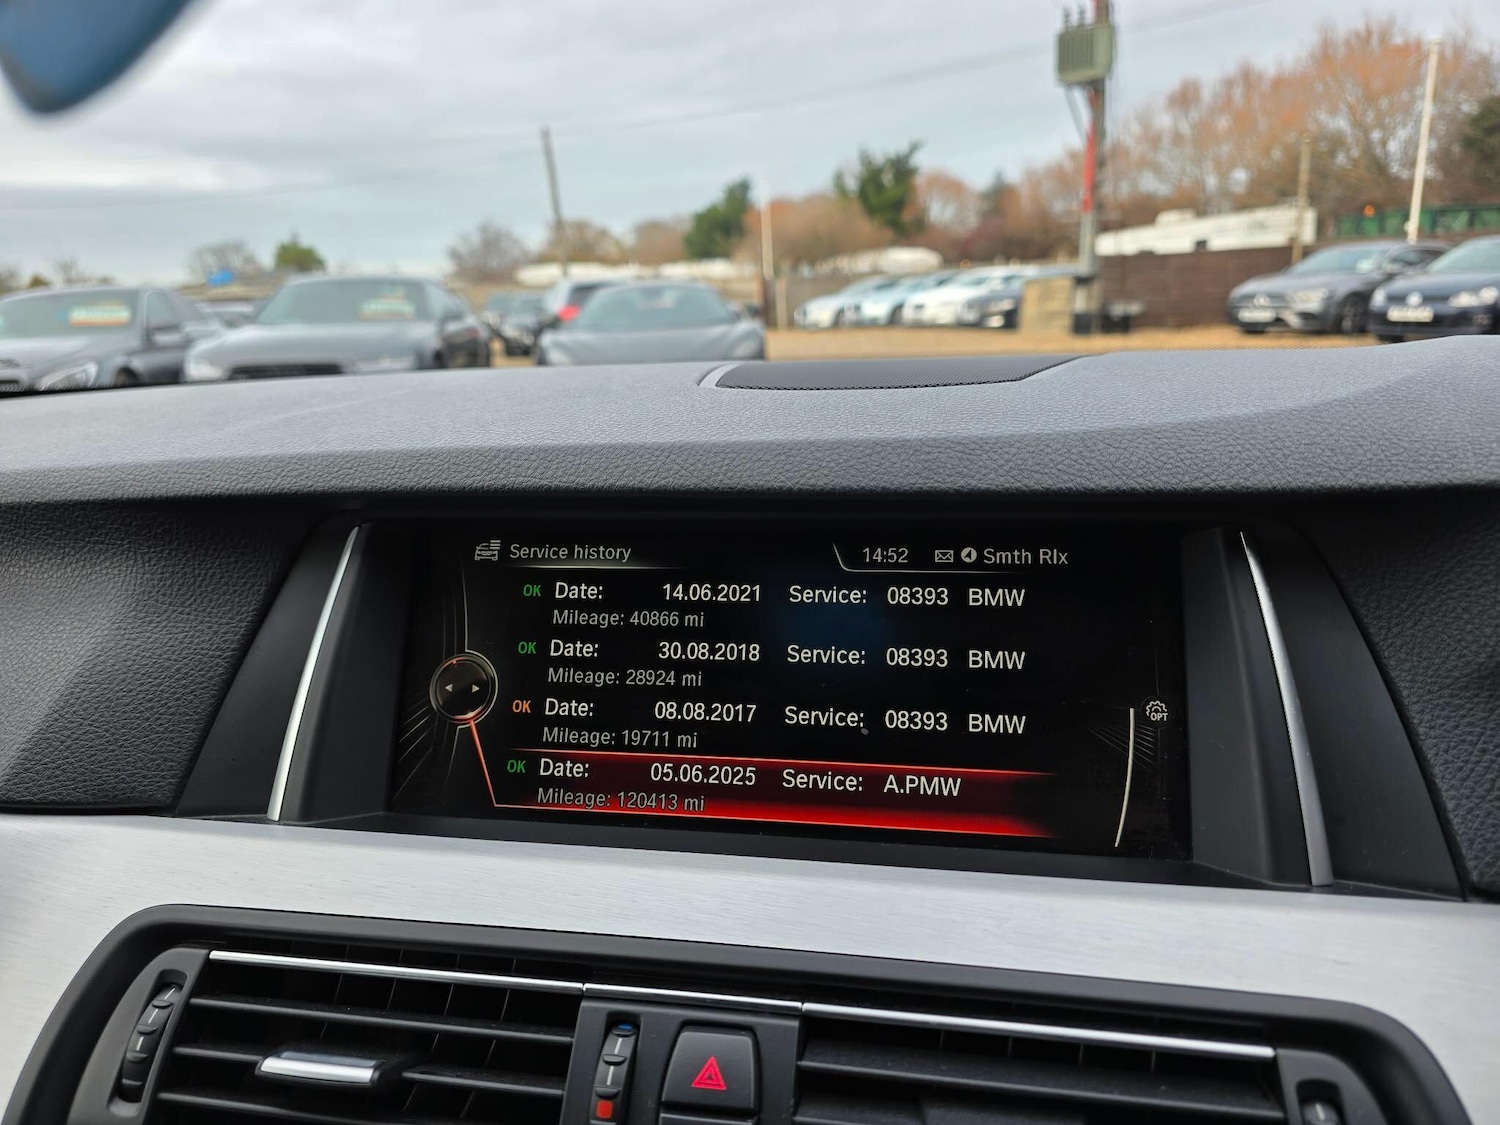 Service history 14:52 Smth Rlx
OK Date: 14.06.2021 Service: 08393 BMW
Mileage: 40866 mi
OK Date: 30.08.2018 Service: 08393 BMW
Mileage: 28924 mi
OK Date: 08.08.2017 Service: 08393 BMW
Mileage: 19711 mi
OK Date: 05.06.2025 Service: A.PMW
Mileage: 120413 mi
OPT